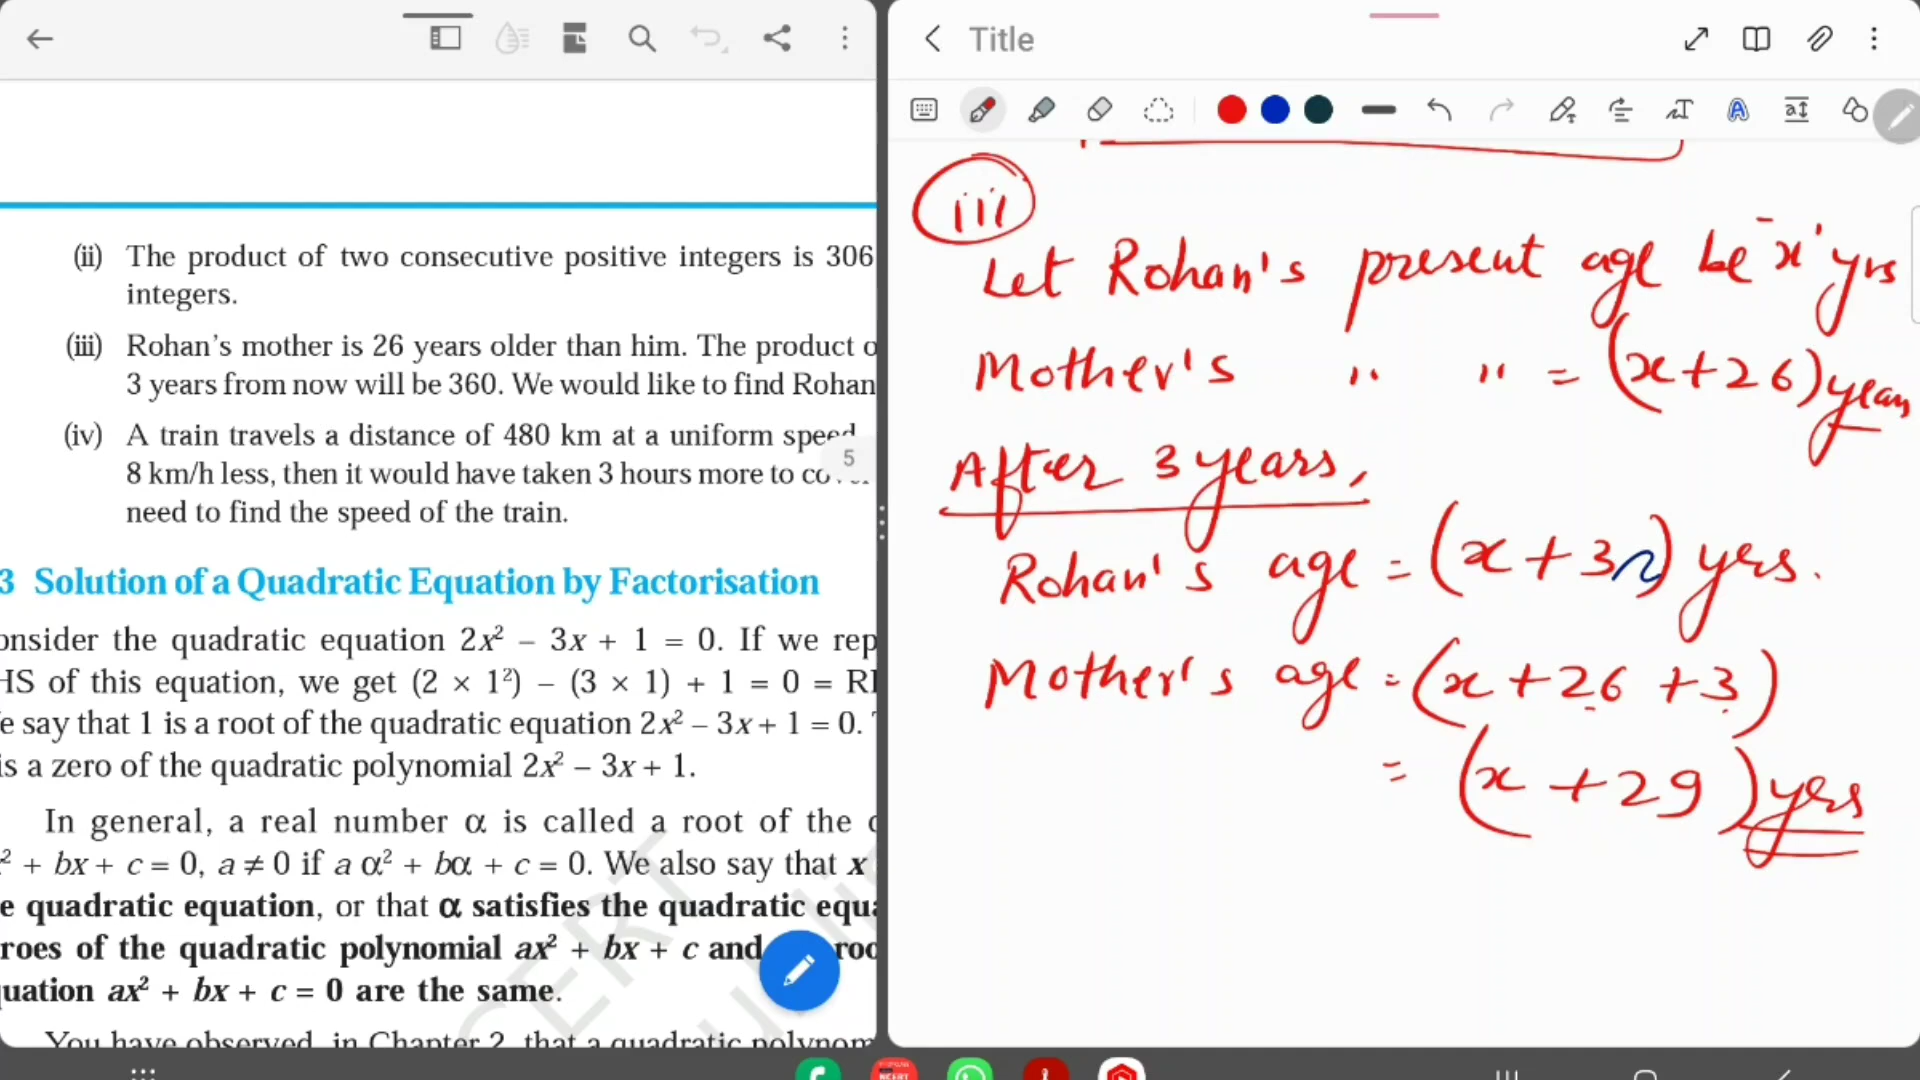 Title
(ii) The product of two consecutive positive integers is 306
integers.
(iii) Rohan's mother is 26 years older than him. The product o
3 years from now will be 360. We would like to find Rohan
(iv) A train travels a distance of 480 km at a uniform speed
8 km/h less, then it would have taken 3 hours more to co
need to find the speed of the train.
5
3 Solution of a Quadratic Equation by Factorisation
onsider the quadratic equation 2x² – 3x + 1 = 0. If we rep
HS of this equation, we get (2 × 1²) – (3 × 1) + 1 = 0 = RH
e say that 1 is a root of the quadratic equation 2x² – 3x + 1 = 0.
is a zero of the quadratic polynomial 2x² – 3x + 1.
In general, a real number α is called a root of the
² + bx + c = 0, a ≠ 0 if a α² + bα + c = 0. We also say that x
e quadratic equation, or that α satisfies the quadratic equa
roes of the quadratic polynomial ax² + bx + c and roo
quation ax² + bx + c = 0 are the same.
You have observed, in Chapter 2, that a quadratic polynom
iii
Let Rohan's present age be 'x' yrs
Mother's " " = (x+26) years
After 3 years,
Rohan's age = (x + 3) yrs.
Mother's age = (x + 26 + 3)
= (x + 29) yrs